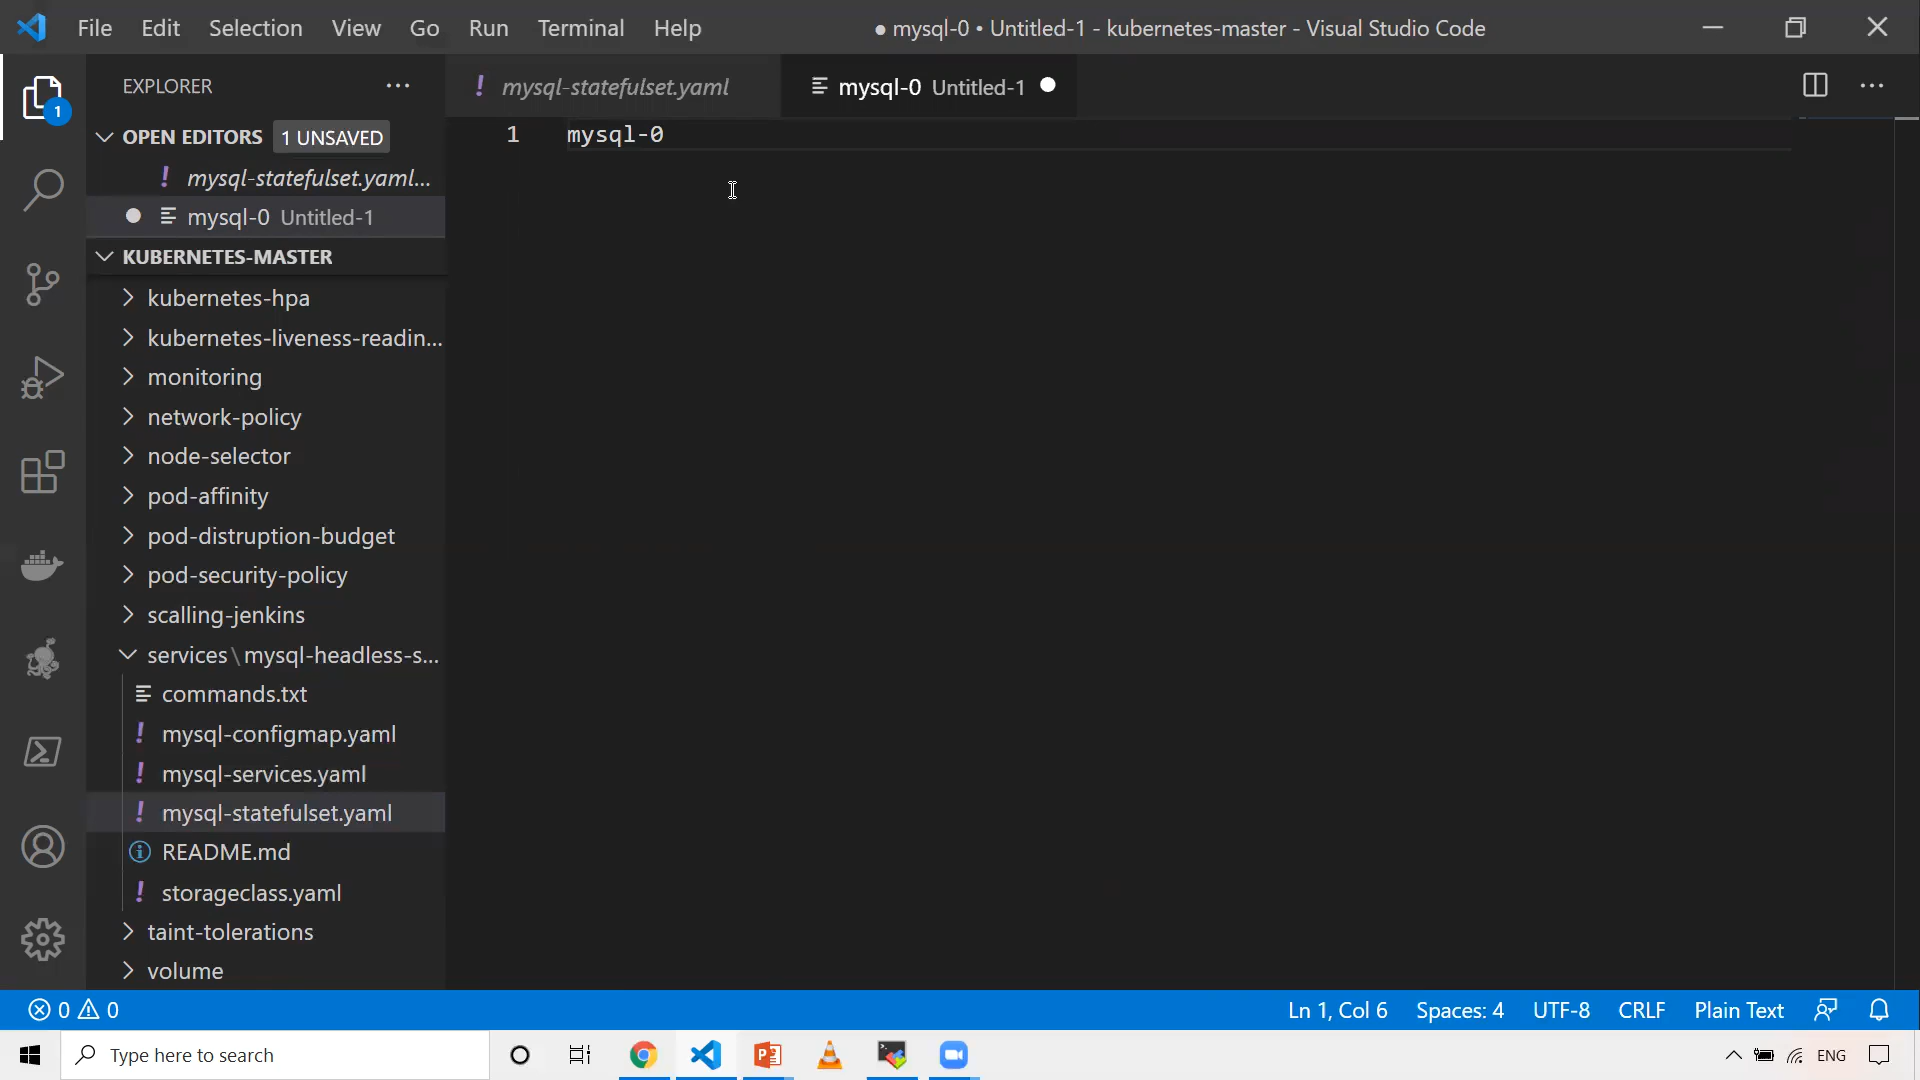 File Edit Selection View Go Run Terminal Help
● mysql-0 • Untitled-1 - kubernetes-master - Visual Studio Code
EXPLORER
1
OPEN EDITORS 1 UNSAVED
! mysql-statefulset.yaml...
mysql-0 Untitled-1
KUBERNETES-MASTER
kubernetes-hpa
kubernetes-liveness-readin...
monitoring
network-policy
node-selector
pod-affinity
pod-distruption-budget
pod-security-policy
scalling-jenkins
services\mysql-headless-s...
commands.txt
! mysql-configmap.yaml
! mysql-services.yaml
! mysql-statefulset.yaml
README.md
! storageclass.yaml
taint-tolerations
volume
! mysql-statefulset.yaml
mysql-0 Untitled-1
1 mysql-0
0 0
Ln 1, Col 6 Spaces: 4 UTF-8 CRLF Plain Text
Type here to search
ENG